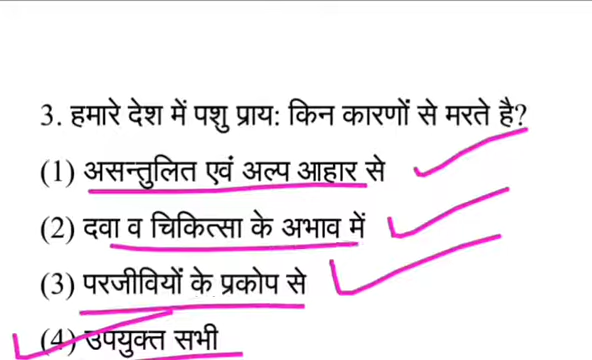 3. हमारे देश में पशु प्राय: किन कारणों से मरते है?
(1) असन्तुलित एवं अल्प आहार से
(2) दवा व चिकित्सा के अभाव में
(3) परजीवियों के प्रकोप से
(4) उपयुक्त सभी